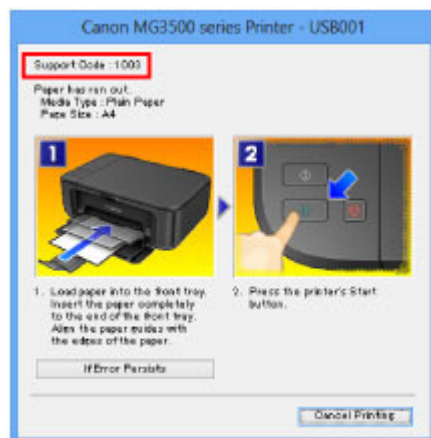 Canon MG3500 series Printer - USB001
Support Code : 1003
Paper has run out.
Media Type : Plain Paper
Page Size : A4
1
2
1. Load paper into the front tray.
Insert the paper completely
to the end of the front tray.
Align the paper guides with
the edges of the paper.
2. Press the printer's Start
button.
If Error Persists
Cancel Printing